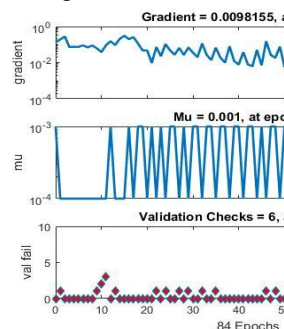 Gradient = 0.0098155, a
10^0
10^-2
10^-4
gradient
Mu = 0.001, at epo
10^-3
10^-4
mu
Validation Checks = 6,
10
5
0
val fail
0 10 20 30 40 5
84 Epochs